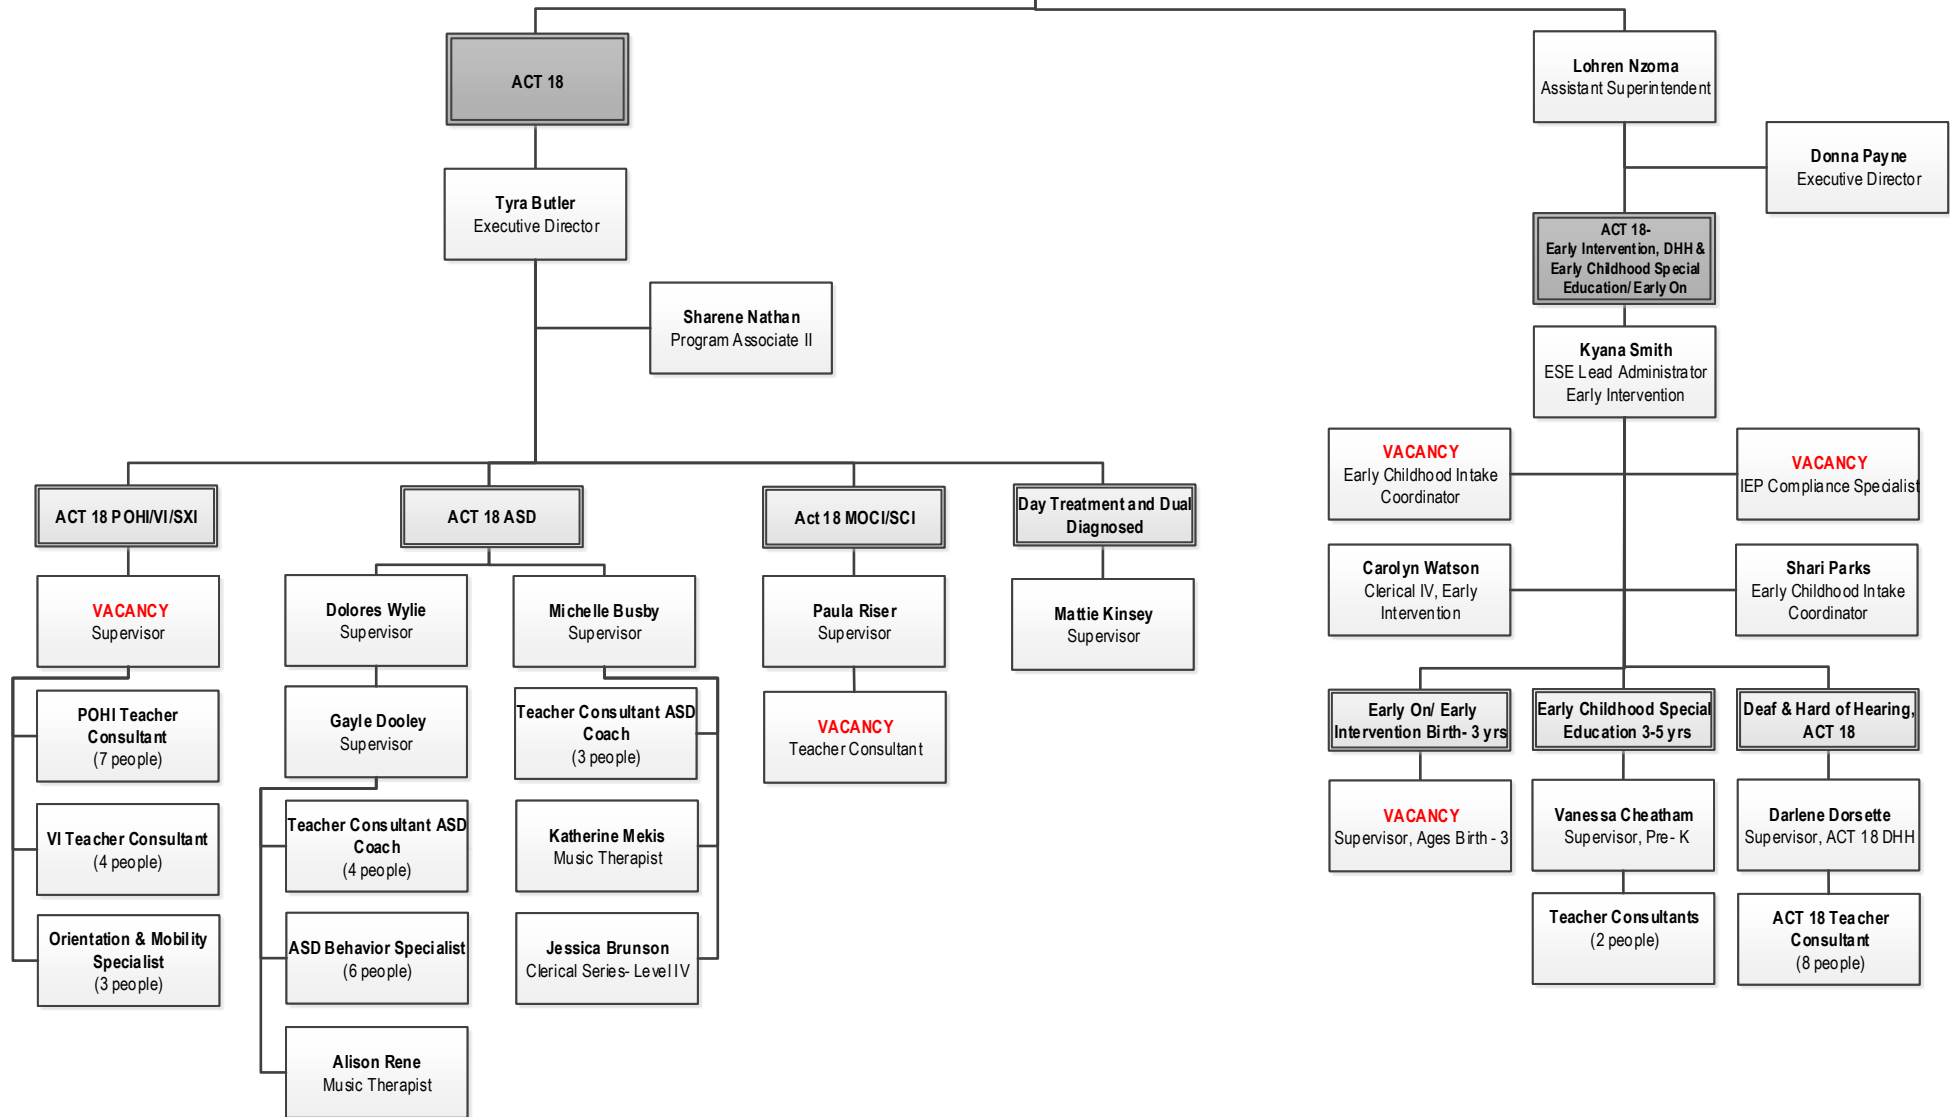 ACT 18
Tyra Butler
Executive Director
Sharene Nathan
Program Associate II
ACT 18 POHI/VI/SXI
VACANCY
Supervisor
POHI Teacher
Consultant
(7 people)
VI Teacher Consultant
(4 people)
Orientation & Mobility
Specialist
(3 people)
ACT 18 ASD
Dolores Wylie
Supervisor
Gayle Dooley
Supervisor
Teacher Consultant ASD
Coach
(4 people)
ASD Behavior Specialist
(6 people)
Alison Rene
Music Therapist
Michelle Busby
Supervisor
Teacher Consultant ASD
Coach
(3 people)
Katherine Mekis
Music Therapist
Jessica Brunson
Clerical Series- Level IV
Act 18 MOCI/SCI
Paula Riser
Supervisor
VACANCY
Teacher Consultant
Day Treatment and Dual
Diagnosed
Mattie Kinsey
Supervisor
Lohren Nzoma
Assistant Superintendent
Donna Payne
Executive Director
ACT 18-
Early Intervention, DHH &
Early Childhood Special
Education/ Early On
Kyana Smith
ESE Lead Administrator
Early Intervention
VACANCY
Early Childhood Intake
Coordinator
VACANCY
IEP Compliance Specialist
Carolyn Watson
Clerical IV, Early
Intervention
Shari Parks
Early Childhood Intake
Coordinator
Early On/ Early
Intervention Birth- 3 yrs
VACANCY
Supervisor, Ages Birth - 3
Early Childhood Special
Education 3-5 yrs
Vanessa Cheatham
Supervisor, Pre- K
Teacher Consultants
(2 people)
Deaf & Hard of Hearing,
ACT 18
Darlene Dorsette
Supervisor, ACT 18 DHH
ACT 18 Teacher
Consultant
(8 people)